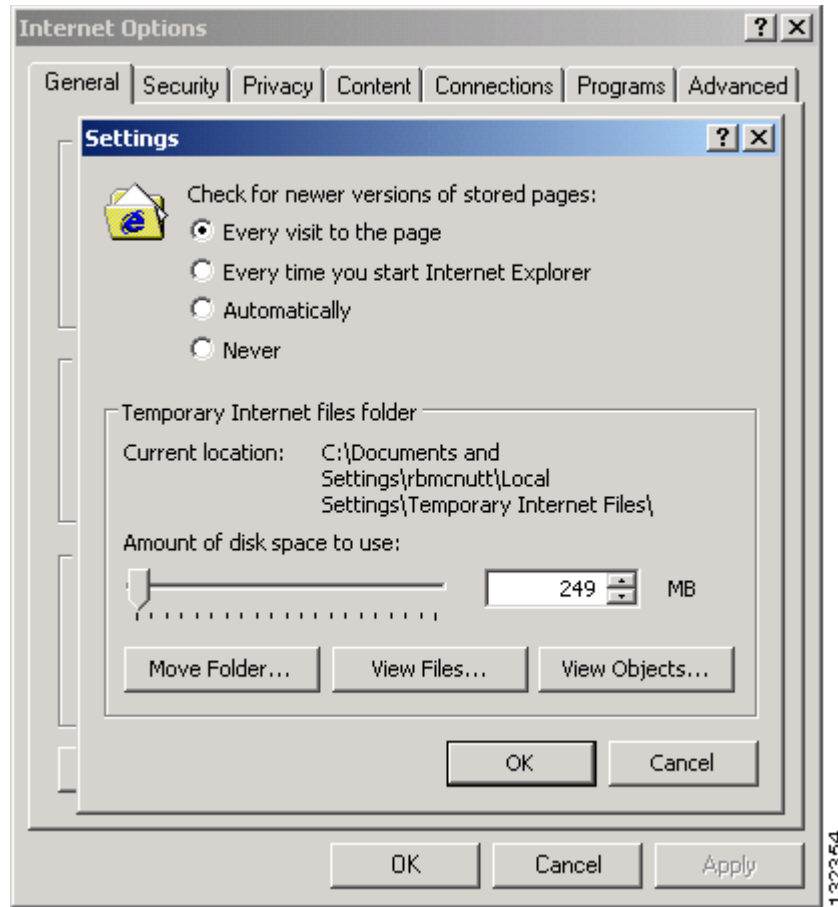 Internet Options
General Security Privacy Content Connections Programs Advanced
Settings
Check for newer versions of stored pages:
Every visit to the page
Every time you start Internet Explorer
Automatically
Never
Temporary Internet files folder
Current location: C:\Documents and
Settings\rbmcnutt\Local
Settings\Temporary Internet Files\
Amount of disk space to use:
249 MB
Move Folder... View Files... View Objects...
OK Cancel
OK Cancel Apply
132354